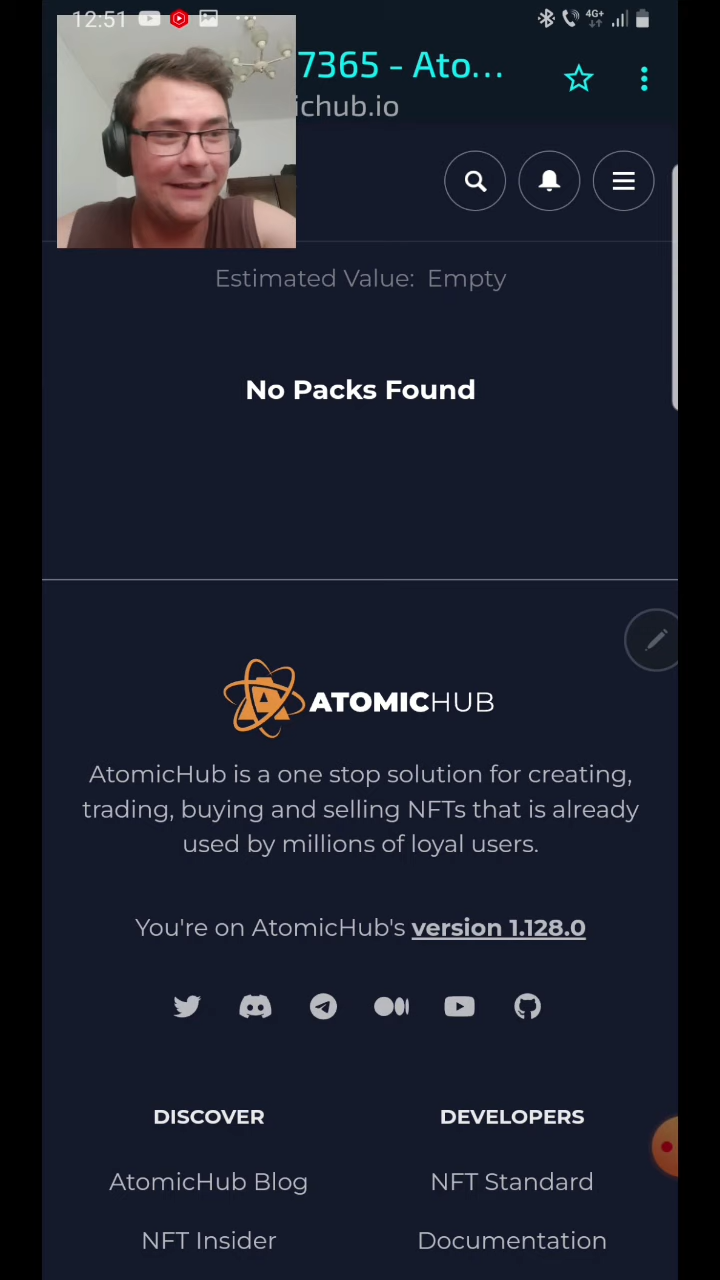 12:51
4G+
7365 - Ato...
ichub.io
Estimated Value: Empty
No Packs Found
ATOMICHUB
AtomicHub is a one stop solution for creating,
trading, buying and selling NFTs that is already
used by millions of loyal users.
You're on AtomicHub's version 1.128.0
DISCOVER
DEVELOPERS
AtomicHub Blog
NFT Standard
NFT Insider
Documentation